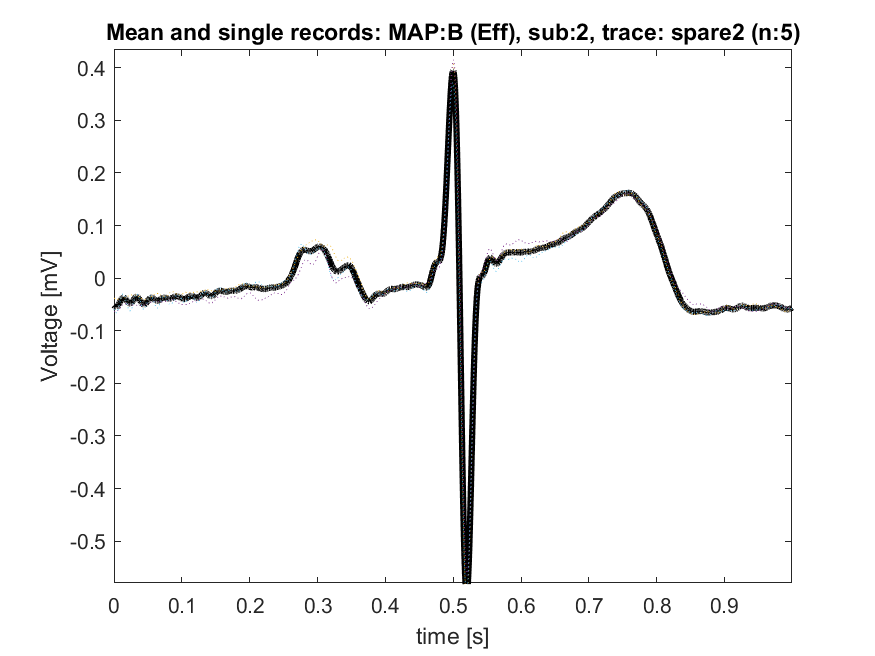 Mean and single records: MAP:B (Eff), sub:2, trace: spare2 (n:5)
0.4
0.3
0.2
0.1
0
-0.1
-0.2
-0.3
-0.4
-0.5
Voltage [mV]
0 0.1 0.2 0.3 0.4 0.5 0.6 0.7 0.8 0.9
time [s]